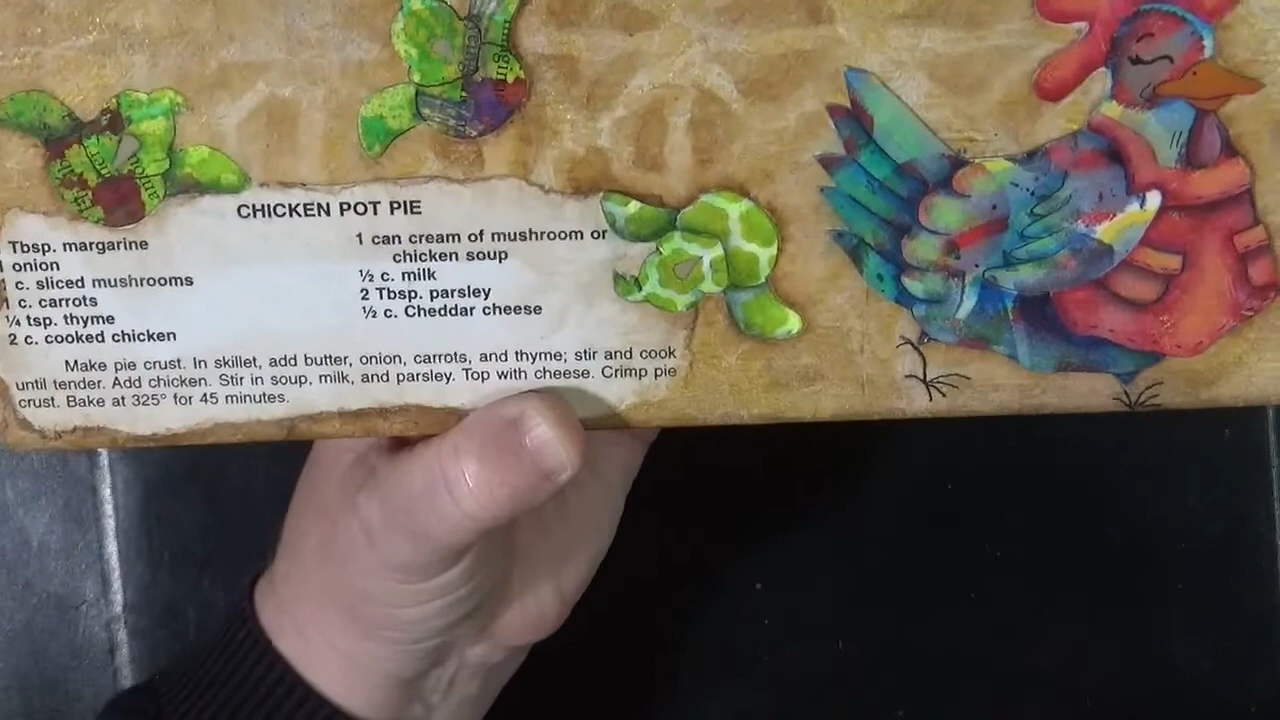 CHICKEN POT PIE
Tbsp. margarine
1 onion
1 c. sliced mushrooms
1 c. carrots
¼ tsp. thyme
2 c. cooked chicken
1 can cream of mushroom or
chicken soup
½ c. milk
2 Tbsp. parsley
½ c. Cheddar cheese
Make pie crust. In skillet, add butter, onion, carrots, and thyme; stir and cook
until tender. Add chicken. Stir in soup, milk, and parsley. Top with cheese. Crimp pie
crust. Bake at 325° for 45 minutes.